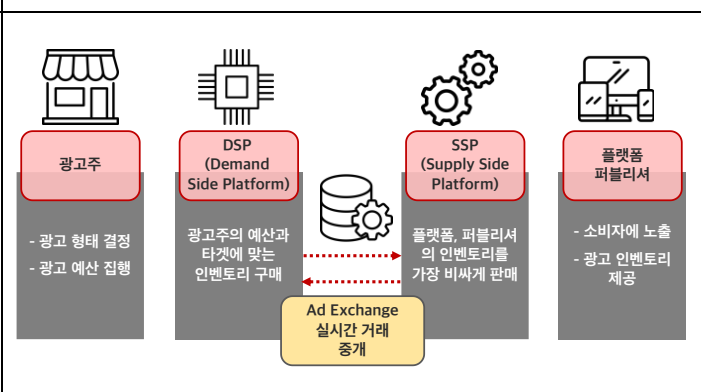 광고주
- 광고 형태 결정
- 광고 예산 집행
DSP
(Demand
Side Platform)
광고주의 예산과
타겟에 맞는
인벤토리 구매
Ad Exchange
실시간 거래
중개
SSP
(Supply Side
Platform)
플랫폼, 퍼블리셔
의 인벤토리를
가장 비싸게 판매
플랫폼
퍼블리셔
- 소비자에 노출
- 광고 인벤토리
제공